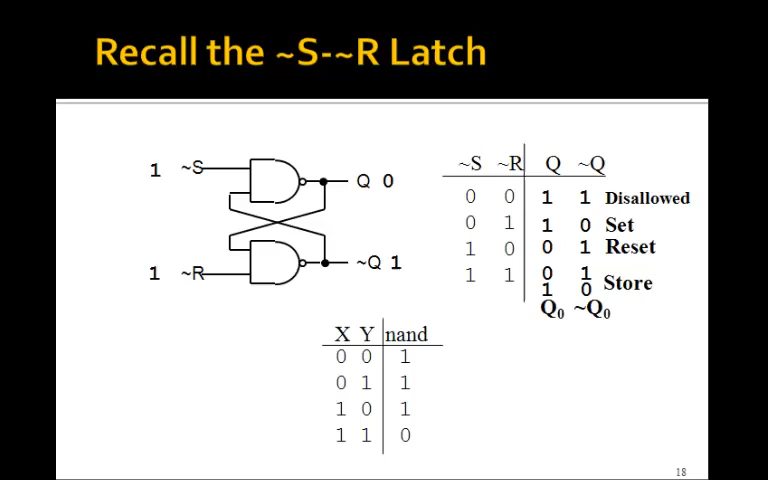 Recall the ~S-~R Latch
1 ~S Q 0
1 ~R ~Q 1
~S ~R Q ~Q
0 0 1 1 Disallowed
0 1 1 0 Set
1 0 0 1 Reset
1 1 0 1
1 0 Store
Q₀ ~Q₀
X Y nand
0 0 1
0 1 1
1 0 1
1 1 0
18